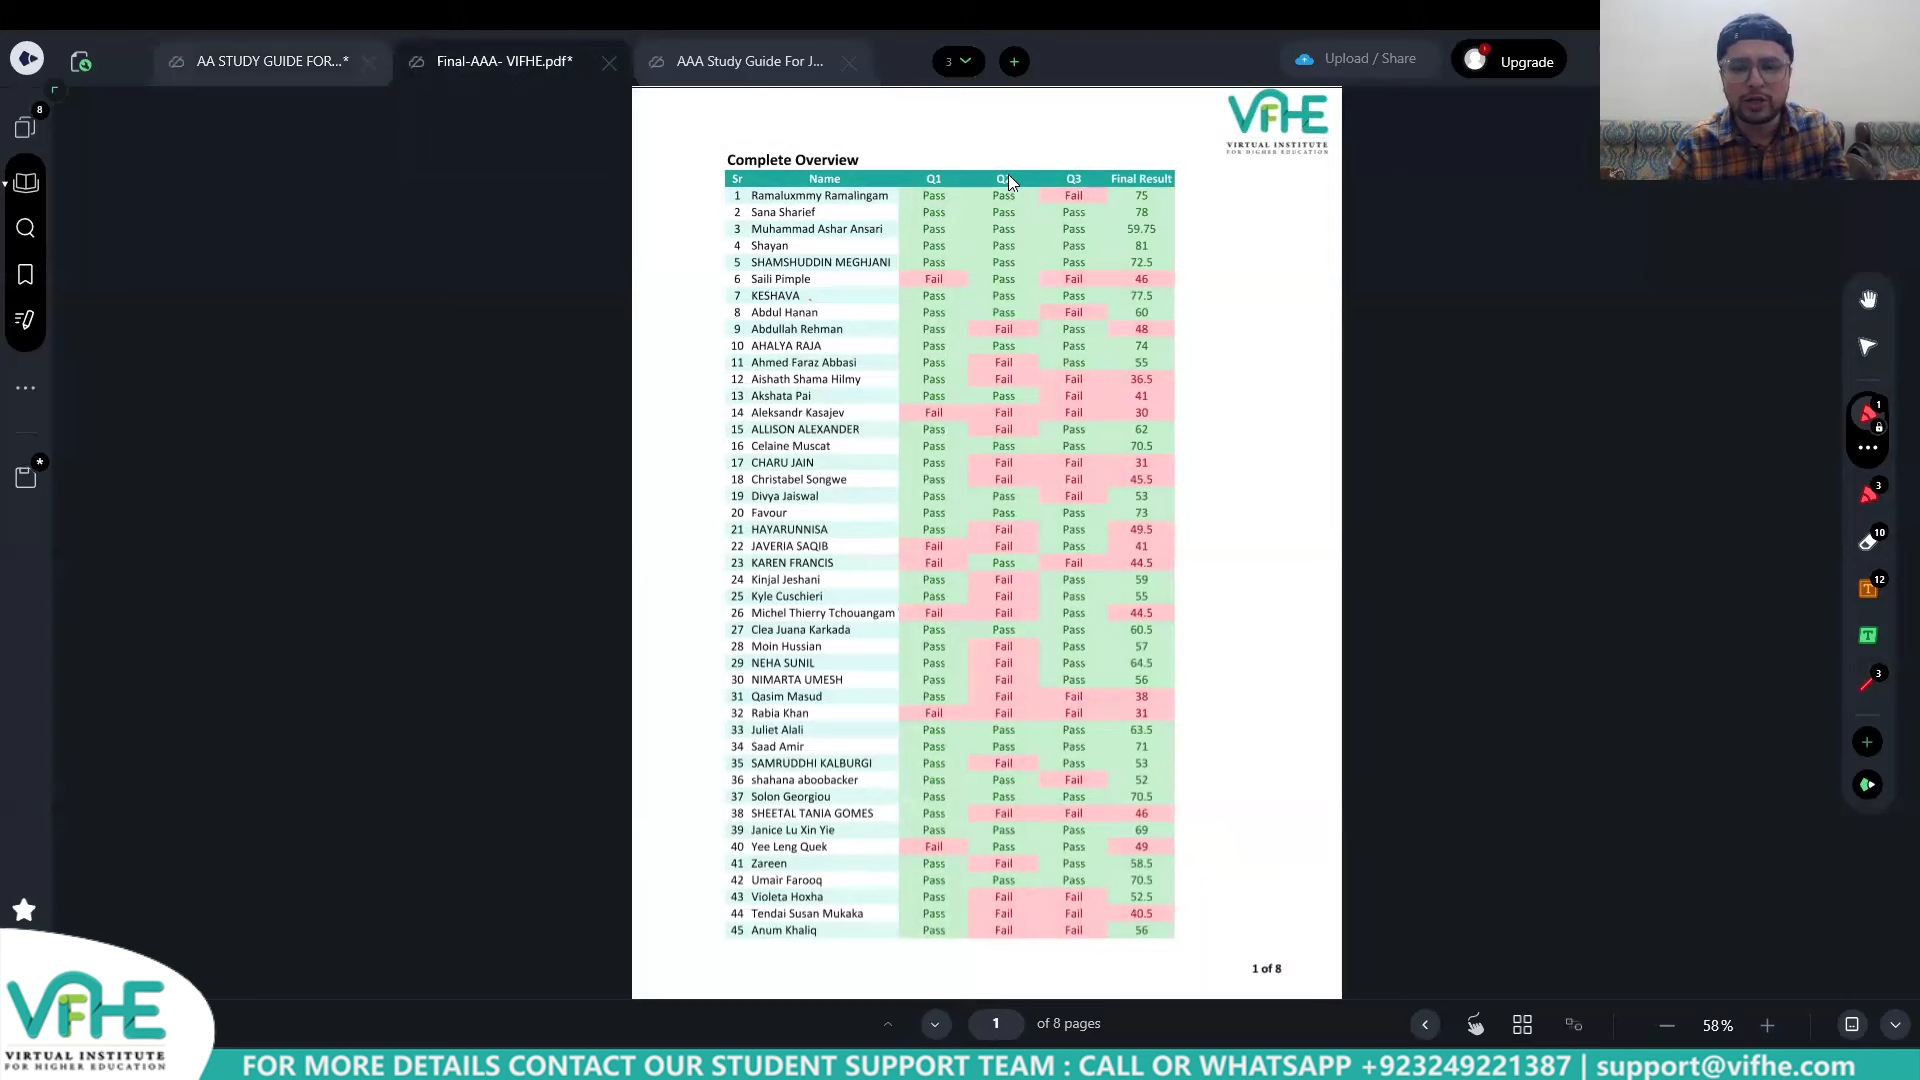 AA STUDY GUIDE FOR...*
Final-AAA- VIFHE.pdf*
AAA Study Guide For J...
3
Upload / Share
Upgrade
8
VIFHE
VIRTUAL INSTITUTE
FOR HIGHER EDUCATION
Complete Overview
Sr Name Q1 Q2 Q3 Final Result
1 Ramaluxmmy Ramalingam Pass Pass Fail 75
2 Sana Sharief Pass Pass Pass 78
3 Muhammad Ashar Ansari Pass Pass Pass 59.75
4 Shayan Pass Pass Pass 81
5 SHAMSHUDDIN MEGHJANI Pass Pass Pass 72.5
6 Saili Pimple Fail Pass Fail 46
7 KESHAVA Pass Pass Pass 77.5
8 Abdul Hanan Pass Pass Fail 60
9 Abdullah Rehman Pass Fail Pass 48
10 AHALYA RAJA Pass Pass Pass 74
11 Ahmed Faraz Abbasi Pass Fail Pass 55
12 Aishath Shama Hilmy Pass Fail Fail 36.5
13 Akshata Pai Pass Pass Fail 41
14 Aleksandr Kasajev Fail Fail Fail 30
15 ALLISON ALEXANDER Pass Fail Pass 62
16 Celaine Muscat Pass Pass Pass 70.5
17 CHARU JAIN Pass Fail Fail 31
18 Christabel Songwe Pass Fail Fail 45.5
19 Divya Jaiswal Pass Pass Fail 53
20 Favour Pass Pass Pass 73
21 HAYARUNNISA Pass Fail Pass 49.5
22 JAVERIA SAQIB Fail Fail Pass 41
23 KAREN FRANCIS Fail Pass Fail 44.5
24 Kinjal Jeshani Pass Fail Pass 59
25 Kyle Cuschieri Pass Fail Pass 55
26 Michel Thierry Tchouangam Fail Fail Pass 44.5
27 Clea Juana Karkada Pass Pass Pass 60.5
28 Moin Hussian Pass Fail Pass 57
29 NEHA SUNIL Pass Fail Pass 64.5
30 NIMARTA UMESH Pass Fail Pass 56
31 Qasim Masud Pass Fail Fail 38
32 Rabia Khan Fail Fail Fail 31
33 Juliet Alali Pass Pass Pass 63.5
34 Saad Amir Pass Pass Pass 71
35 SAMRUDDHI KALBURGI Pass Fail Pass 53
36 shahana aboobacker Pass Pass Fail 52
37 Solon Georgiou Pass Pass Pass 70.5
38 SHEETAL TANIA GOMES Pass Fail Fail 46
39 Janice Lu Xin Yie Pass Pass Pass 69
40 Yee Leng Quek Fail Pass Pass 49
41 Zareen Pass Fail Pass 58.5
42 Umair Farooq Pass Pass Pass 70.5
43 Violeta Hoxha Pass Fail Fail 52.5
44 Tendai Susan Mukaka Pass Fail Fail 40.5
45 Anum Khaliq Pass Fail Fail 56
1 of 8
1
3
10
12
3
1 of 8 pages
58%
VIFHE
VIRTUAL INSTITUTE
FOR HIGHER EDUCATION
FOR MORE DETAILS CONTACT OUR STUDENT SUPPORT TEAM : CALL OR WHATSAPP +923249221387 | support@vifhe.com